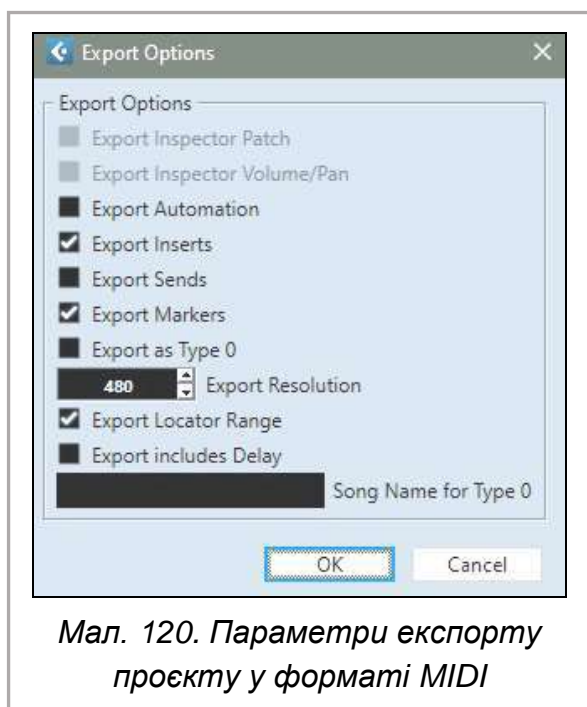 Export Options
Export Options
Export Inspector Patch
Export Inspector Volume/Pan
Export Automation
Export Inserts
Export Sends
Export Markers
Export as Type 0
480 Export Resolution
Export Locator Range
Export includes Delay
Song Name for Type 0
OK Cancel
Мал. 120. Параметри експорту
проєкту у форматі MIDI